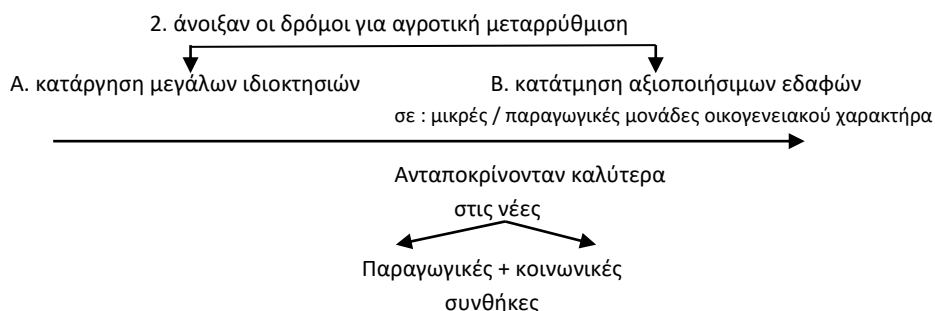 2. άνοιξαν οι δρόμοι για αγροτική μεταρρύθμιση
Α. κατάργηση μεγάλων ιδιοκτησιών
Β. κατάτμηση αξιοποιήσιμων εδαφών
σε : μικρές / παραγωγικές μονάδες οικογενειακού χαρακτήρα
Ανταποκρίνονταν καλύτερα
στις νέες
Παραγωγικές + κοινωνικές
συνθήκες